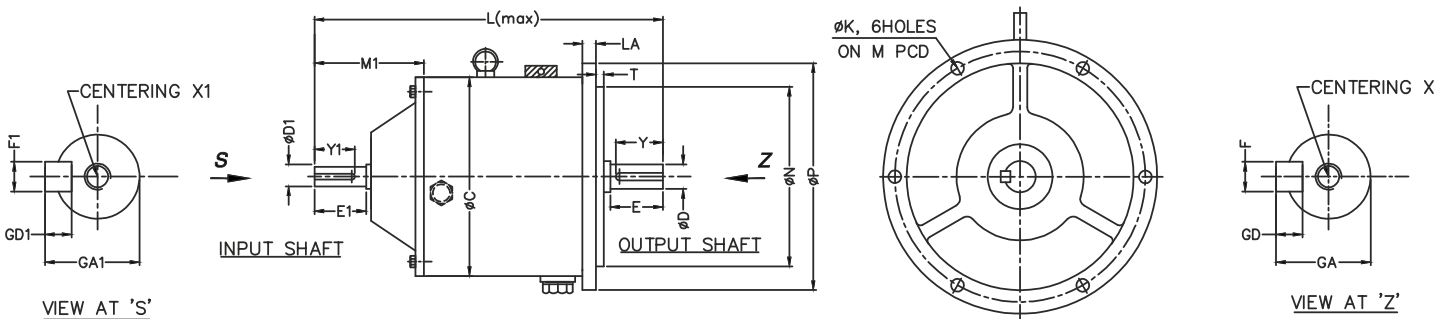 L(max)
LA
M1
T
øK, 6HOLES
ON M PCD
CENTERING X1
CENTERING X
F1
GD1
GA1
S
øD1
Y1
E1
øC
Y
E
øD
Z
øN
øP
INPUT SHAFT
OUTPUT SHAFT
F
GD
GA
VIEW AT 'S'
VIEW AT 'Z'